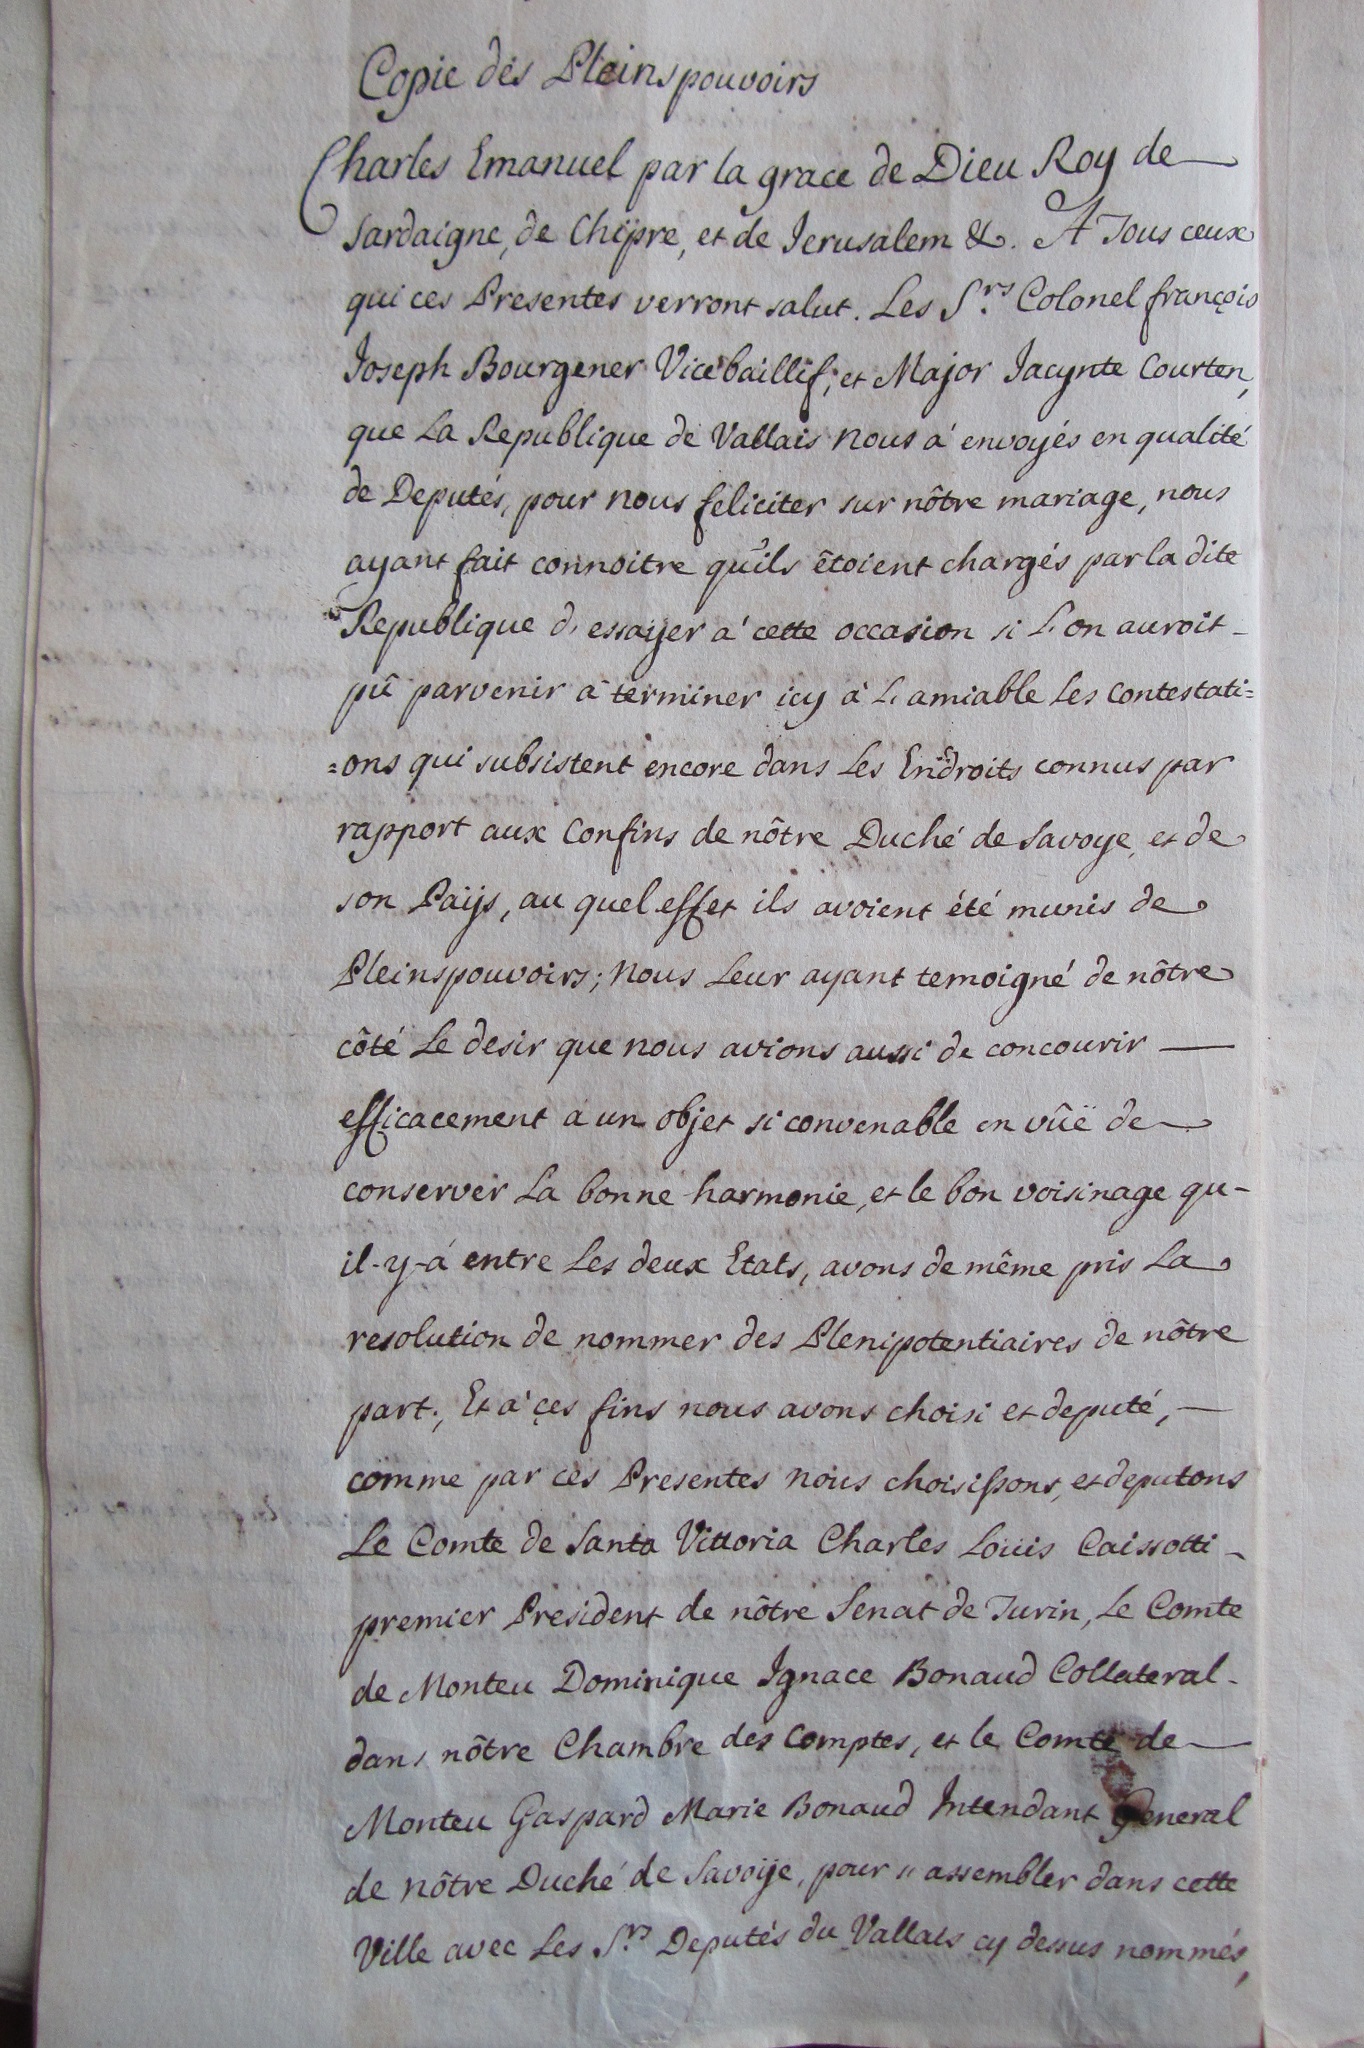 Copie des Pleinspouvoirs
Charles Emanuel par la grace de Dieu Roy de
Sardaigne, de Chÿpre, et de Jerusalem &. A Tous ceux
qui ces Presentes verront salut. Les S.rs Colonel françois
Joseph Bourgener Vicebaillif, et Major Jacynte Courten,
que La Republique de Vallais nous à envoyés en qualité
de Deputés, pour nous feliciter sur nôtre mariage, nous
ayant fait connoitre qu'ils êtoient chargés par la dite
Republique d'essayer a' cette occasion si L'on auroit
pû parvenir à terminer icy à L'amiable Les Contestati=
=ons qui subsistent encore dans Les Endroits connus par
rapport aux Confins de nôtre Duché de Savoye, et de
son Païjs, au quel effet ils avoient été munis de
Pleinspouvoirs; Nous Leur ayant temoigné de nôtre
côté Le desir que nous avions aussi de concourir
efficacement a un objet si convenable en vûë de
conserver La bonne harmonie, et le bon voisinage qu-
il-y-à entre Les deux Etats, avons de même pris La
resolution de nommer des Plenipotentiaires de nôtre
part., Et a' ces fins nous avons choisi et deputé,
comme par ces Presentes nous choisissons, et deputons
Le Comte de Santa Vittoria Charles Loüis Caissotti
premier President de nôtre Senat de Turin, Le Comte
de Monteu Dominique Ignace Bonaud Collateral
dans nôtre Chambre des Comptes, et le Comte de
Monteu Gaspard Marie Bonaud Intendant General
de nôtre Duché de Savoÿe, pour s'assembler dans cette
Ville avec Les S.rs Deputés du Vallais cy dessus nommés,